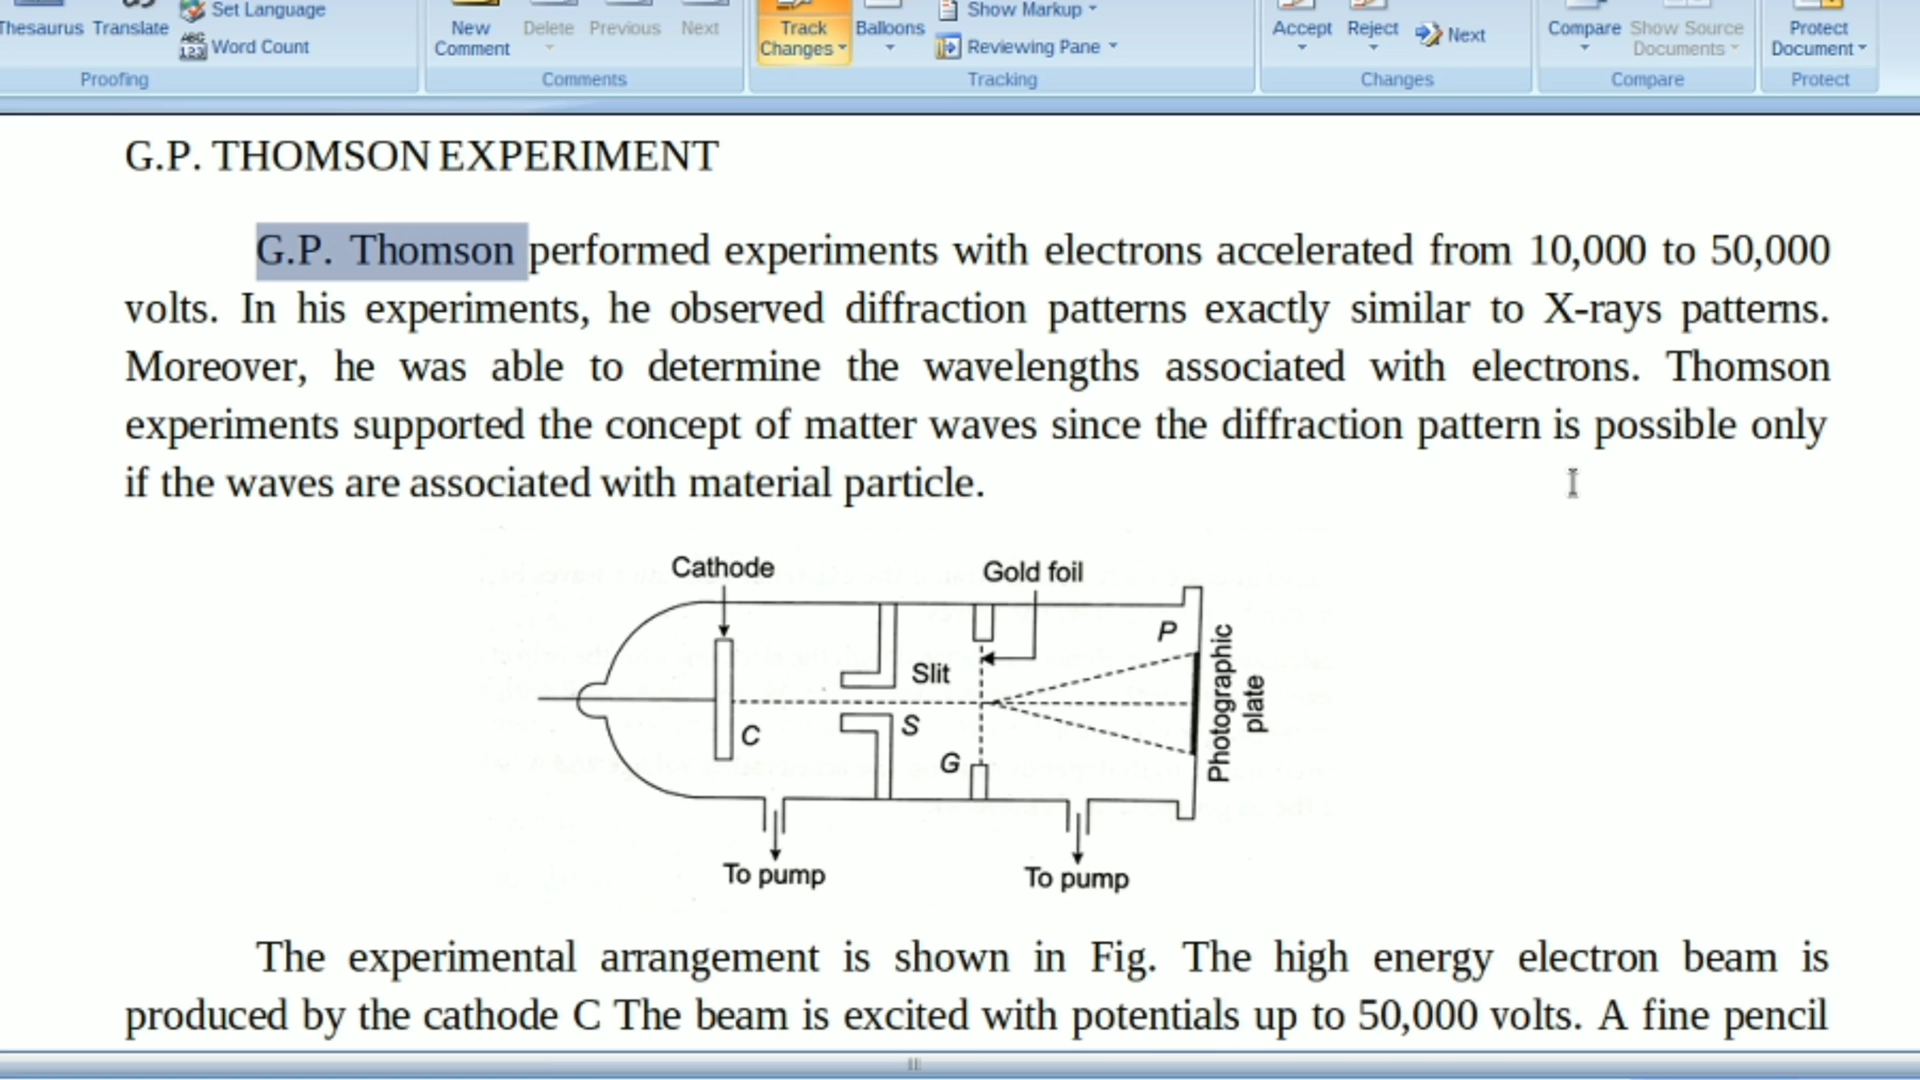 Thesaurus Translate Set Language
ABC 123 Word Count
Proofing
New Comment Delete Previous Next
Comments
Track Changes Balloons Show Markup
Reviewing Pane
Tracking
Accept Reject Next
Changes
Compare Show Source Documents
Compare
Protect Document
Protect
G.P. THOMSON EXPERIMENT
G.P. Thomson performed experiments with electrons accelerated from 10,000 to 50,000
volts. In his experiments, he observed diffraction patterns exactly similar to X-rays patterns.
Moreover, he was able to determine the wavelengths associated with electrons. Thomson
experiments supported the concept of matter waves since the diffraction pattern is possible only
if the waves are associated with material particle.
Cathode
Gold foil
P
Slit
Photographic
plate
C
S
G
To pump
To pump
The experimental arrangement is shown in Fig. The high energy electron beam is
produced by the cathode C The beam is excited with potentials up to 50,000 volts. A fine pencil